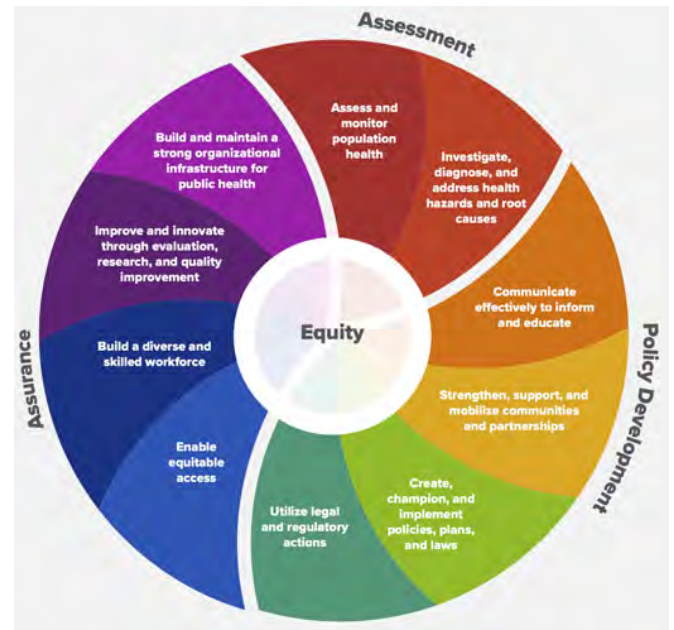 Assessment
Assess and
monitor
population
health
Investigate,
diagnose, and
address health
hazards and root
causes
Policy Development
Communicate
effectively to inform
and educate
Strengthen, support, and
mobilize communities
and partnerships
Create,
champion, and
implement
policies, plans,
and laws
Utilize legal
and regulatory
actions
Assurance
Enable
equitable
access
Build a diverse and
skilled workforce
Improve and innovate
through evaluation,
research, and quality
improvement
Build and maintain a
strong organizational
infrastructure for
public health
Equity